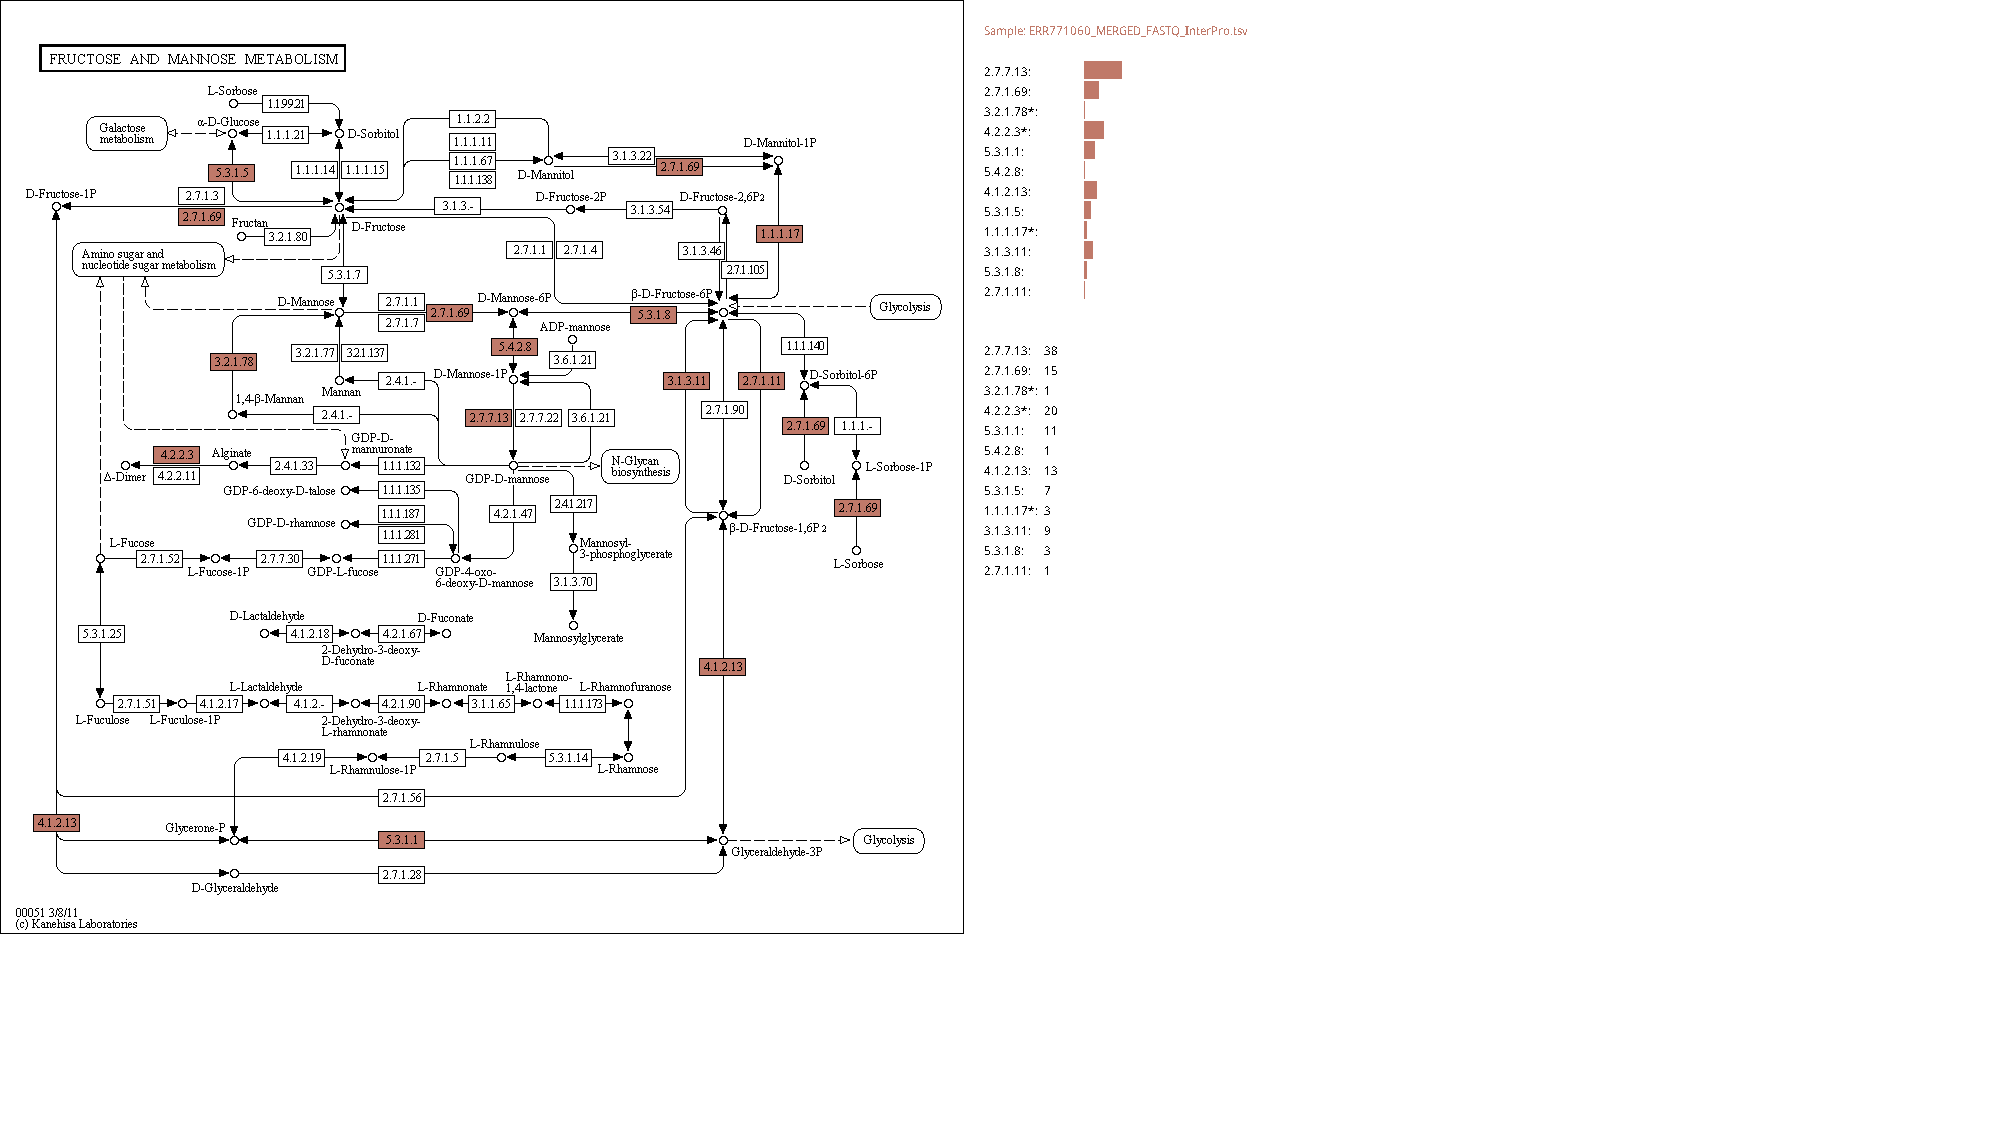 FRUCTOSE AND MANNOSE METABOLISM
L-Sorbose
1.1.99.21
α-D-Glucose
Galactose
metabolism
1.1.1.21
D-Sorbitol
1.1.2.2
1.1.1.11
1.1.1.67
1.1.1.138
D-Mannitol
3.1.3.22
2.7.1.69
D-Mannitol-1P
5.3.1.5
1.1.1.14
1.1.1.15
D-Fructose-1P
2.7.1.3
2.7.1.69
Fructan
3.2.1.80
D-Fructose
3.1.3.-
D-Fructose-2P
3.1.3.54
D-Fructose-2,6P2
1.1.1.17
Amino sugar and
nucleotide sugar metabolism
5.3.1.7
2.7.1.1
2.7.1.4
3.1.3.46
2.7.1.105
D-Mannose
2.7.1.1
2.7.1.69
2.7.1.7
D-Mannose-6P
β-D-Fructose-6P
5.3.1.8
Glycolysis
ADP-mannose
3.2.1.78
3.2.1.77
3.2.1.137
5.4.2.8
3.6.1.21
1.1.1.140
D-Mannose-1P
Mannan
2.4.1.-
3.1.3.11
2.7.1.11
D-Sorbitol-6P
1,4-β-Mannan
2.4.1.-
2.7.7.13
2.7.7.22
3.6.1.21
2.7.1.90
2.7.1.69
1.1.1.-
GDP-D-
mannuronate
4.2.2.3
Alginate
Δ-Dimer
4.2.2.11
2.4.1.33
1.1.1.132
GDP-D-mannose
N-Glycan
biosynthesis
D-Sorbitol
L-Sorbose-1P
GDP-6-deoxy-D-talose
1.1.1.135
2.4.1.217
2.7.1.69
1.1.1.187
4.2.1.47
GDP-D-rhamnose
1.1.1.281
β-D-Fructose-1,6P2
L-Fucose
Mannosyl-
3-phosphoglycerate
2.7.1.52
L-Fucose-1P
2.7.7.30
GDP-L-fucose
1.1.1.271
GDP-4-oxo-
6-deoxy-D-mannose
3.1.3.70
L-Sorbose
D-Lactaldehyde
D-Fuconate
5.3.1.25
4.1.2.18
4.2.1.67
Mannosylglycerate
2-Dehydro-3-deoxy-
D-fuconate
4.1.2.13
L-Lactaldehyde
L-Rhamnonate
L-Rhamnono-
1,4-lactone
L-Rhamnofuranose
2.7.1.51
4.1.2.17
4.1.2.-
4.2.1.90
3.1.1.65
1.1.1.173
L-Fuculose
L-Fuculose-1P
2-Dehydro-3-deoxy-
L-rhamnonate
L-Rhamnulose
4.1.2.19
2.7.1.5
5.3.1.14
L-Rhamnulose-1P
L-Rhamnose
2.7.1.56
4.1.2.13
Glycerone-P
5.3.1.1
Glycolysis
Glyceraldehyde-3P
2.7.1.28
D-Glyceraldehyde
00051 3/8/11
(c) Kanehisa Laboratories
Sample: ERR771060_MERGED_FASTQ_InterPro.tsv
2.7.7.13:
2.7.1.69:
3.2.1.78*:
4.2.2.3*:
5.3.1.1:
5.4.2.8:
4.1.2.13:
5.3.1.5:
1.1.1.17*:
3.1.3.11:
5.3.1.8:
2.7.1.11:
2.7.7.13: 38
2.7.1.69: 15
3.2.1.78*: 1
4.2.2.3*: 20
5.3.1.1: 11
5.4.2.8: 1
4.1.2.13: 13
5.3.1.5: 7
1.1.1.17*: 3
3.1.3.11: 9
5.3.1.8: 3
2.7.1.11: 1